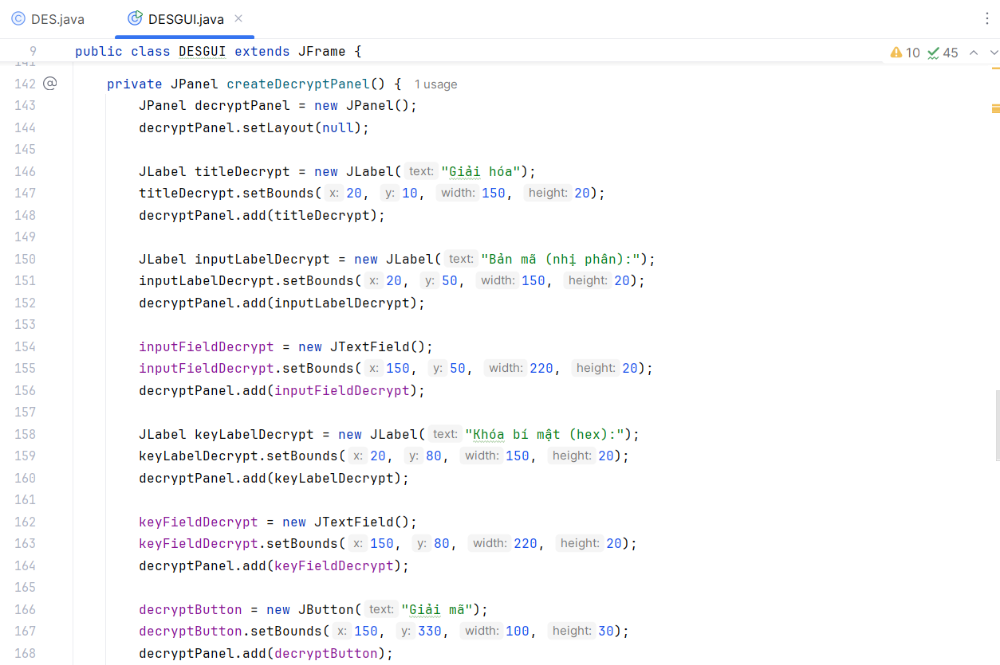 DES.java DESGUI.java
9 public class DESGUI extends JFrame { 10 45
141
142 @ private JPanel createDecryptPanel() { 1 usage
143 JPanel decryptPanel = new JPanel();
144 decryptPanel.setLayout(null);
145
146 JLabel titleDecrypt = new JLabel( text: "Giải hóa");
147 titleDecrypt.setBounds( x: 20, y: 10, width: 150, height: 20);
148 decryptPanel.add(titleDecrypt);
149
150 JLabel inputLabelDecrypt = new JLabel( text: "Bản mã (nhị phân):");
151 inputLabelDecrypt.setBounds( x: 20, y: 50, width: 150, height: 20);
152 decryptPanel.add(inputLabelDecrypt);
153
154 inputFieldDecrypt = new JTextField();
155 inputFieldDecrypt.setBounds( x: 150, y: 50, width: 220, height: 20);
156 decryptPanel.add(inputFieldDecrypt);
157
158 JLabel keyLabelDecrypt = new JLabel( text: "Khóa bí mật (hex):");
159 keyLabelDecrypt.setBounds( x: 20, y: 80, width: 150, height: 20);
160 decryptPanel.add(keyLabelDecrypt);
161
162 keyFieldDecrypt = new JTextField();
163 keyFieldDecrypt.setBounds( x: 150, y: 80, width: 220, height: 20);
164 decryptPanel.add(keyFieldDecrypt);
165
166 decryptButton = new JButton( text: "Giải mã");
167 decryptButton.setBounds( x: 150, y: 330, width: 100, height: 30);
168 decryptPanel.add(decryptButton);